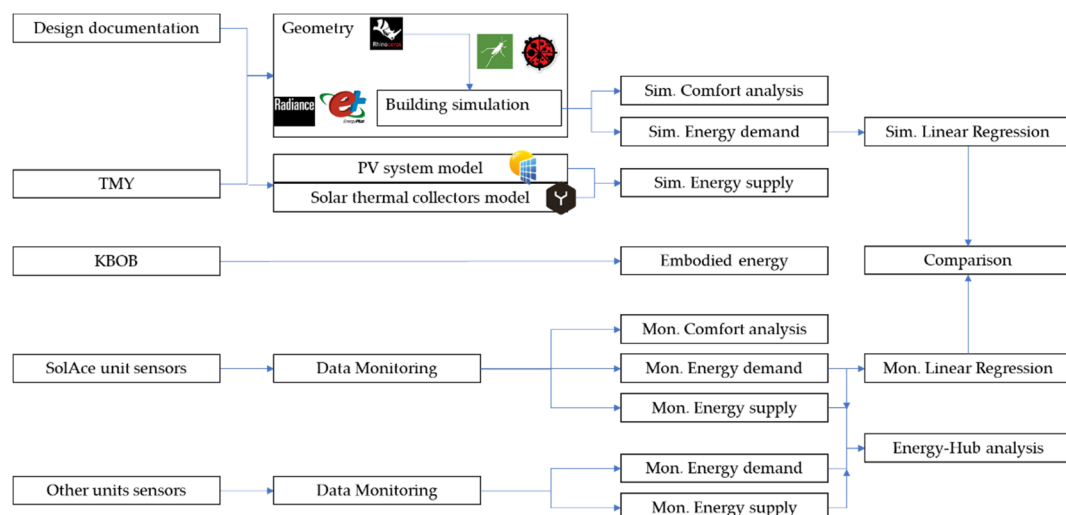 Design documentation
Geometry
Rhinoceros
Radiance
et
EnergyPlus
Building simulation
Sim. Comfort analysis
Sim. Energy demand
Sim. Linear Regression
TMY
PV system model
Solar thermal collectors model
Sim. Energy supply
KBOB
Embodied energy
Comparison
SolAce unit sensors
Data Monitoring
Mon. Comfort analysis
Mon. Energy demand
Mon. Energy supply
Mon. Linear Regression
Energy-Hub analysis
Other units sensors
Data Monitoring
Mon. Energy demand
Mon. Energy supply